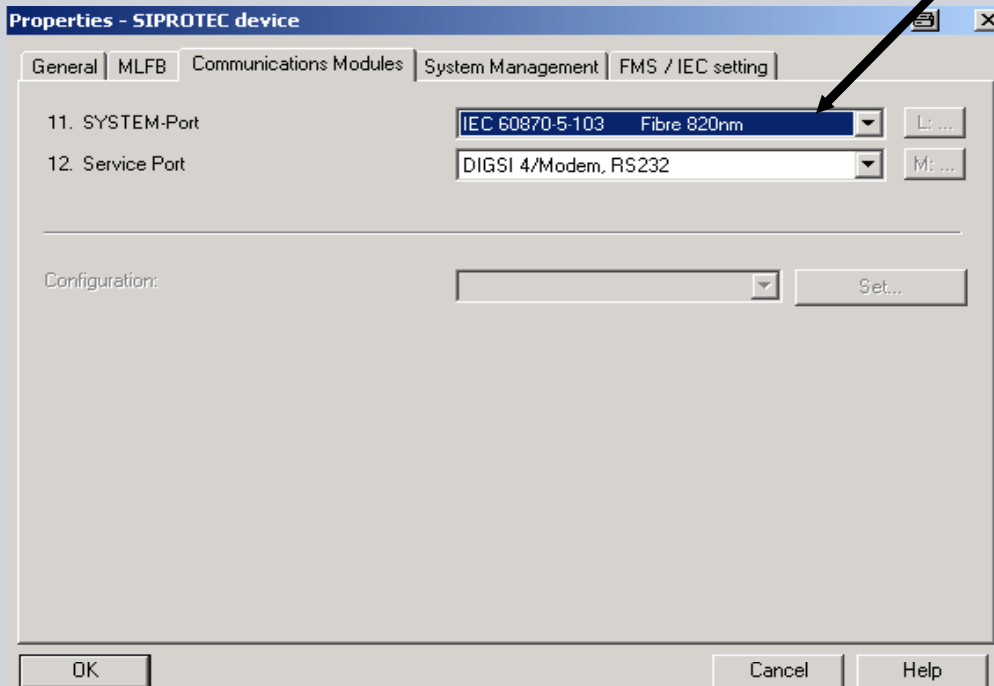 Properties - SIPROTEC device
General MLFB Communications Modules System Management FMS / IEC setting
11. SYSTEM-Port IEC 60870-5-103 Fibre 820nm L: ...
12. Service Port DIGSI 4/Modem, RS232 M: ...
Configuration: Set...
OK Cancel Help